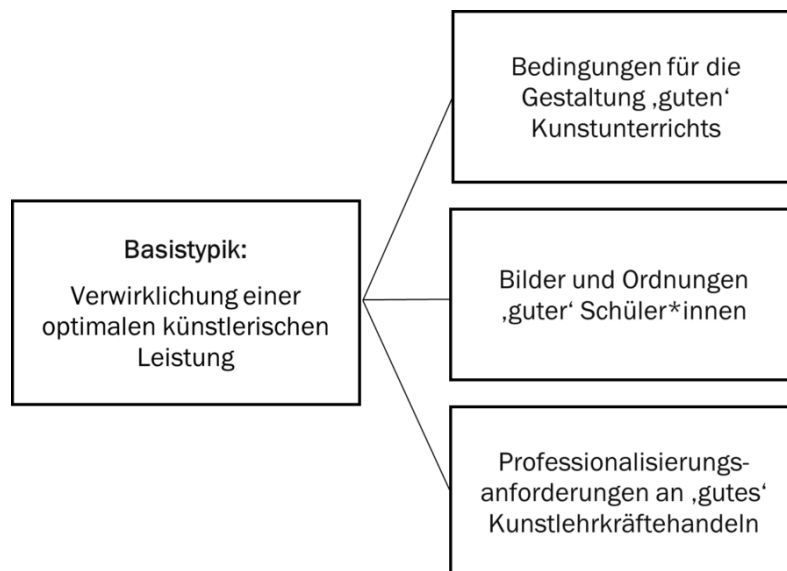 Bedingungen für die
Gestaltung ‚guten‘
Kunstunterrichts
Basistypik:
Verwirklichung einer
optimalen künstlerischen
Leistung
Bilder und Ordnungen
‚guter‘ Schüler*innen
Professionalisierungs-
anforderungen an ‚gutes‘
Kunstlehrkräftehandeln